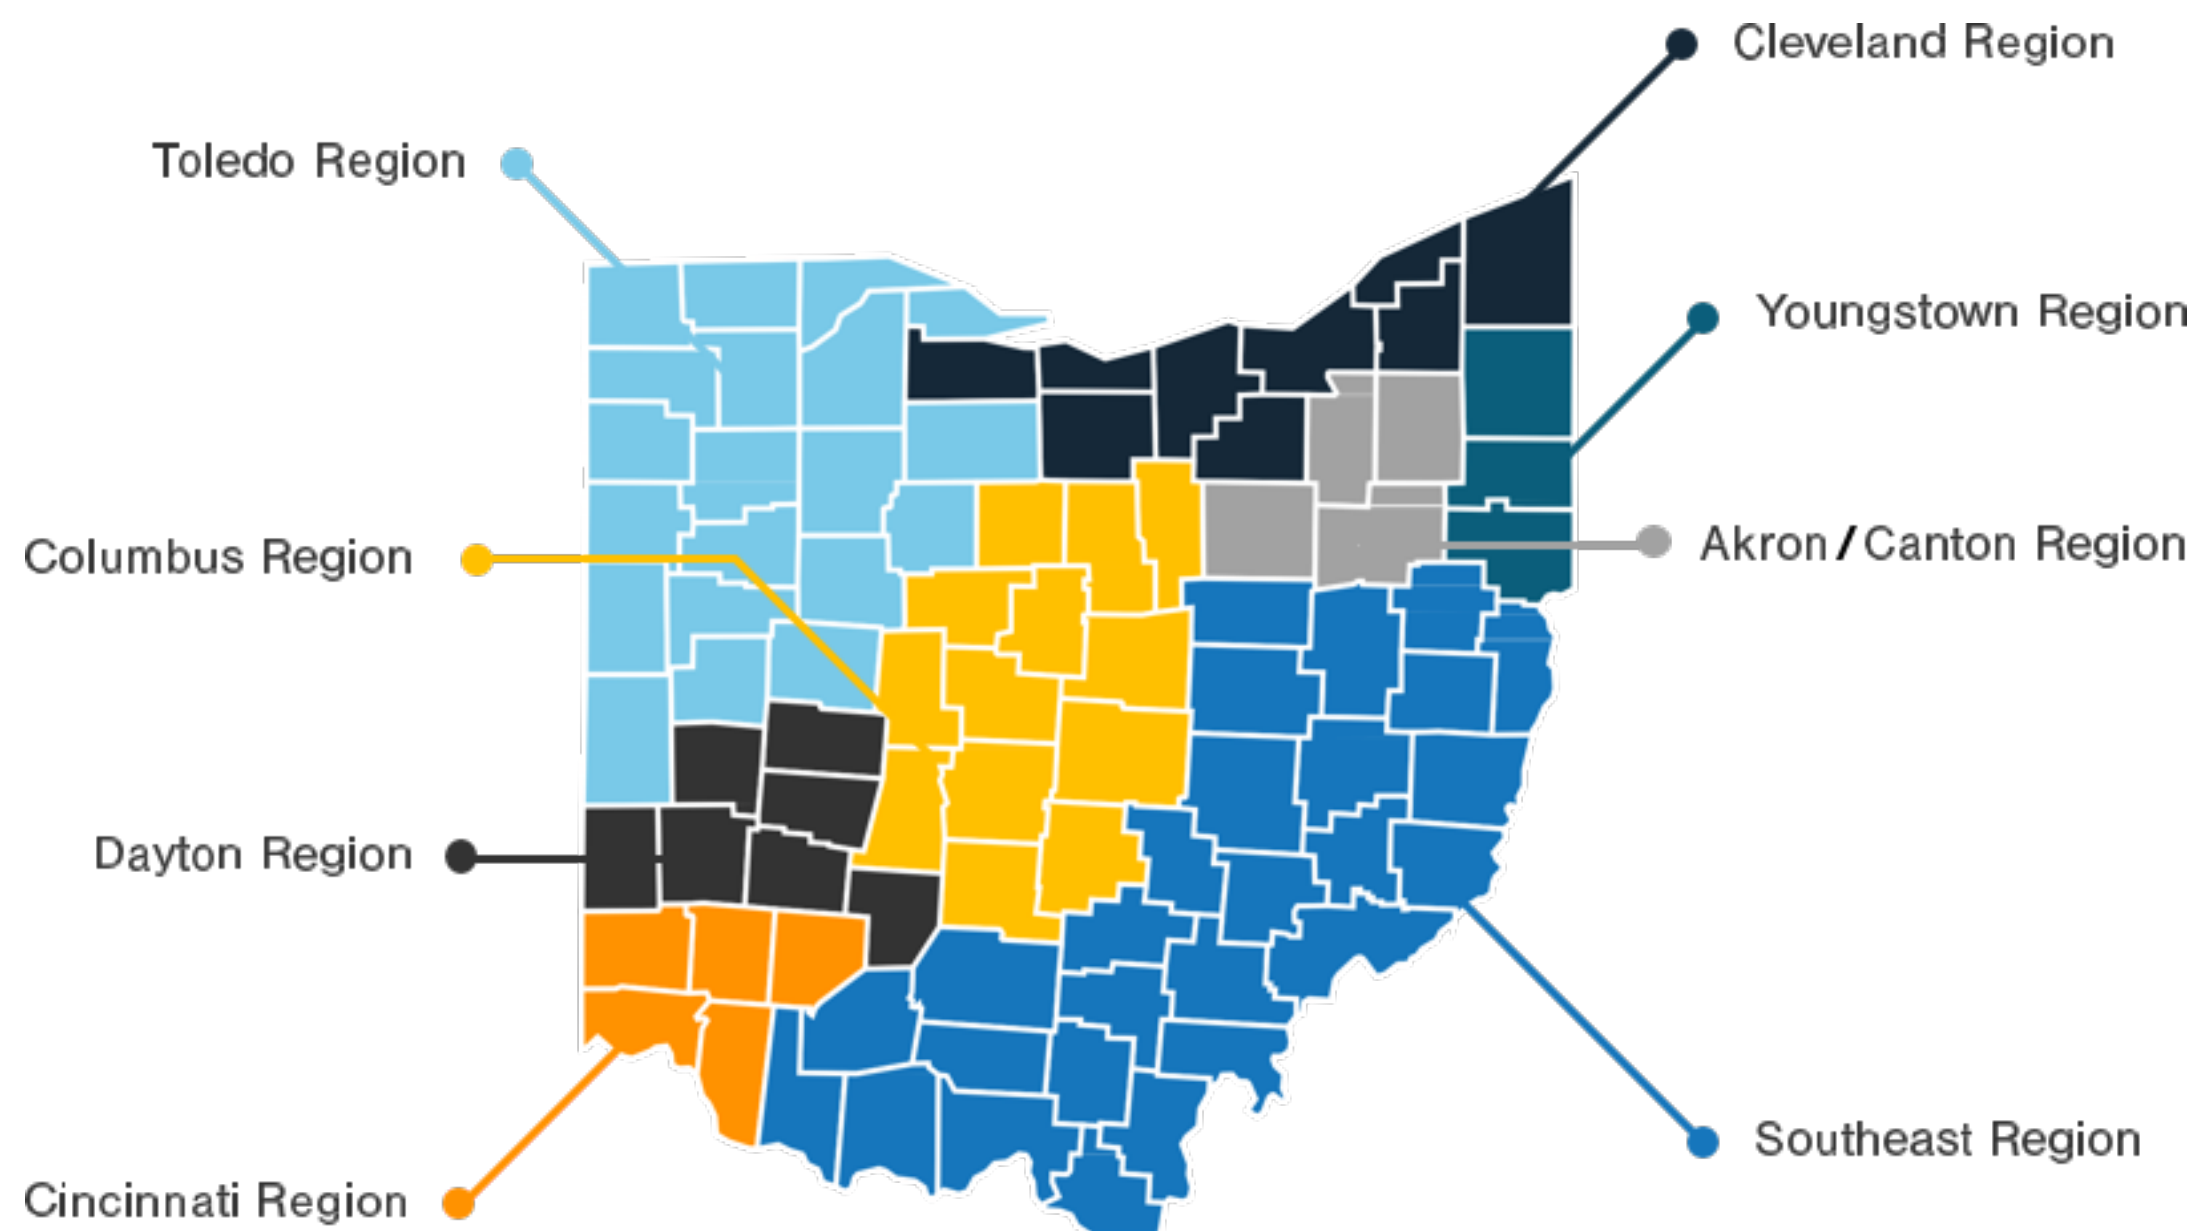 Cleveland Region
Toledo Region
Youngstown Region
Columbus Region
Akron/Canton Region
Dayton Region
Southeast Region
Cincinnati Region